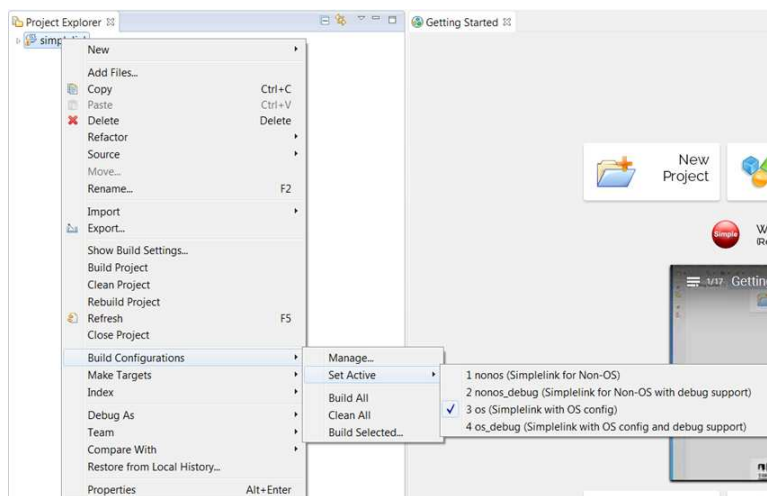 Project Explorer
Getting Started
New
Add Files...
Copy Ctrl+C
Paste Ctrl+V
Delete Delete
Refactor
Source
Move...
Rename... F2
Import
Export...
Show Build Settings...
Build Project
Clean Project
Rebuild Project
Refresh F5
Close Project
Build Configurations
Make Targets
Index
Debug As
Team
Compare With
Restore from Local History...
Properties Alt+Enter
Manage...
Set Active
Build All
Clean All
Build Selected...
1 nonos (Simplelink for Non-OS)
2 nonos_debug (Simplelink for Non-OS with debug support)
3 os (Simplelink with OS config)
4 os_debug (Simplelink with OS config and debug support)
New
Project
Simple
1/17 Getting